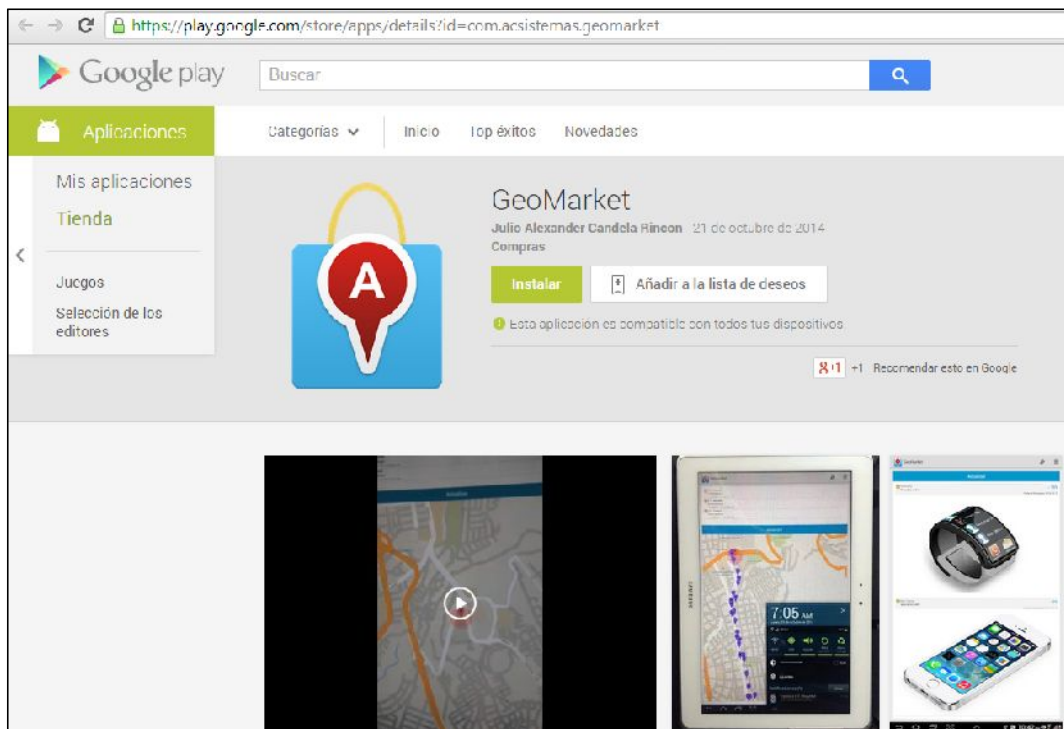 https://play.google.com/store/apps/details?id=com.acsistemas.geomarket
Google play
Buscar
Aplicaciones
Categorías
Inicio
Top éxitos
Novedades
Mis aplicaciones
Tienda
Juegos
Selección de los
editores
GeoMarket
Julio Alexander Candela Rincon 21 de octubre de 2014
Compras
Instalar
Añadir a la lista de deseos
Esta aplicación es compatible con todos tus dispositivos
g+1 +1 Recomendar esto en Google
A
7:05 AM
GeoMarket